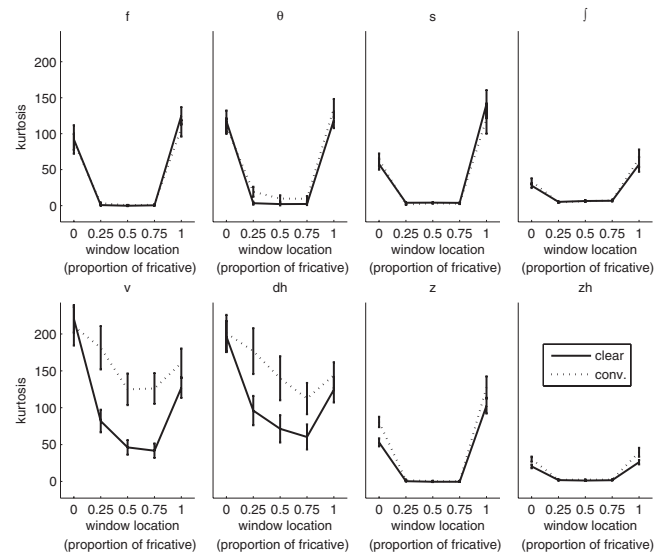 f θ s ∫
200
150
100
50
0
kurtosis
0 0.25 0.5 0.75 1 0 0.25 0.5 0.75 1 0 0.25 0.5 0.75 1 0 0.25 0.5 0.75 1
window location window location window location window location
(proportion of fricative) (proportion of fricative) (proportion of fricative) (proportion of fricative)
v dh z zh
200
150
100
50
0
kurtosis
clear
conv.
0 0.25 0.5 0.75 1 0 0.25 0.5 0.75 1 0 0.25 0.5 0.75 1 0 0.25 0.5 0.75 1
window location window location window location window location
(proportion of fricative) (proportion of fricative) (proportion of fricative) (proportion of fricative)